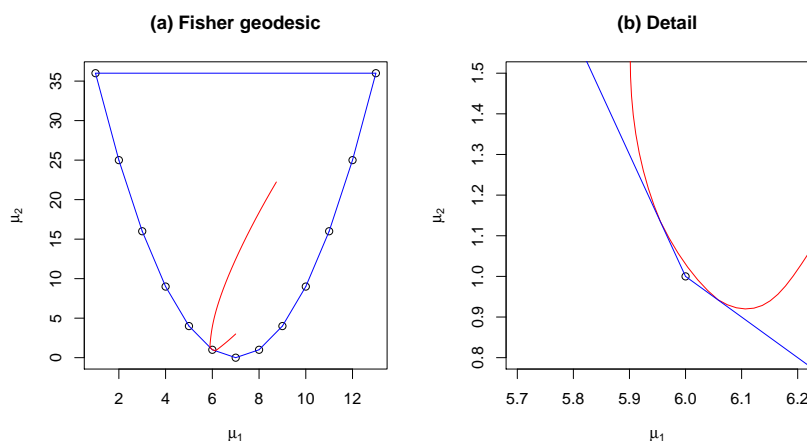 (a) Fisher geodesic
35
30
25
20
15
10
5
0
μ2
2 4 6 8 10 12
μ1
(b) Detail
1.5
1.4
1.3
1.2
1.1
1.0
0.9
0.8
μ2
5.7 5.8 5.9 6.0 6.1 6.2
μ1